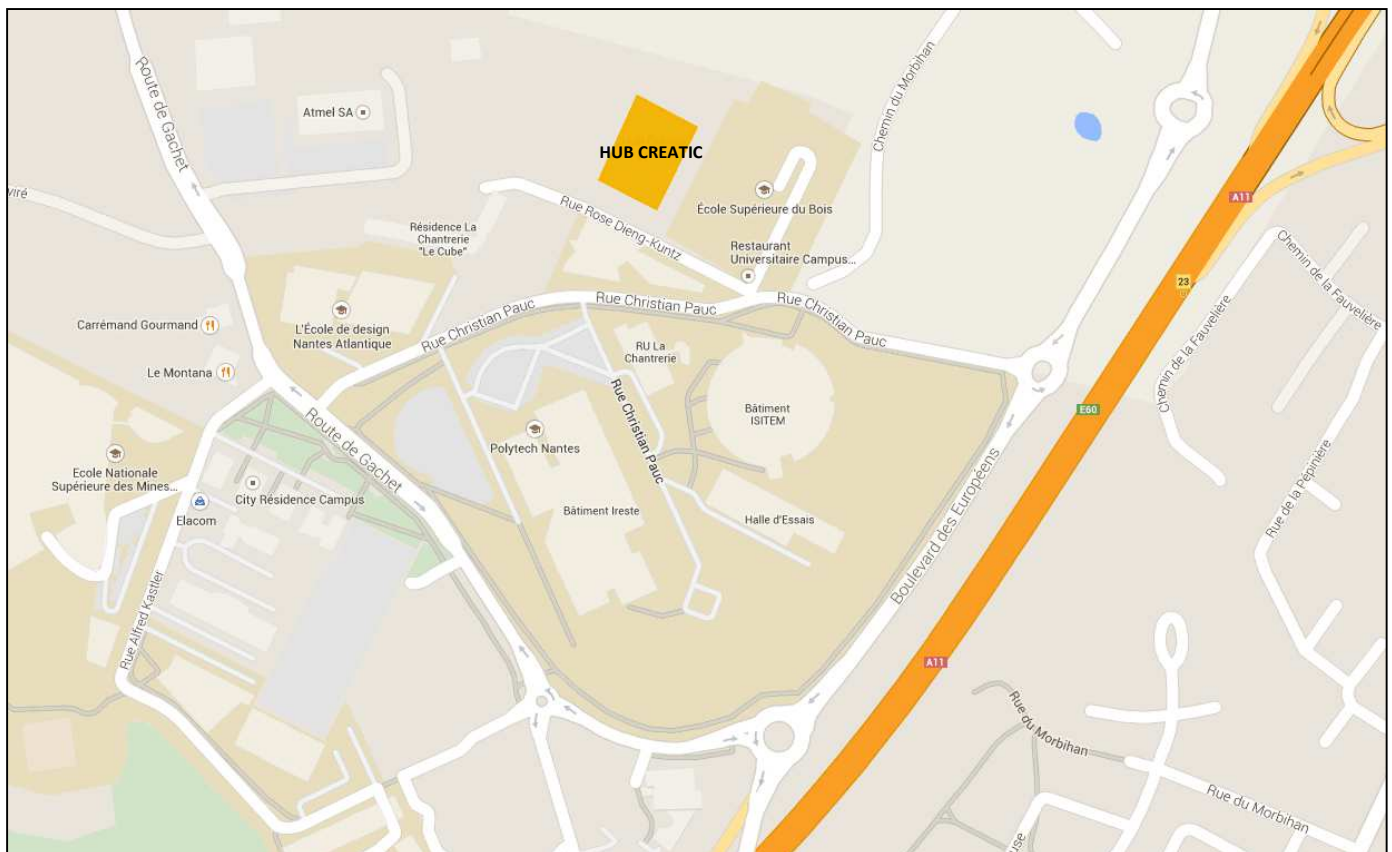 Route de Gachet
Atmel SA
HUB CREATIC
Chemin du Morbihan
A11
viré
Rue Rose Dieng-Kuntz
École Supérieure du Bois
Résidence La
Chantrerie
"Le Cube"
Restaurant
Universitaire Campus...
Chemin de la Fauvelière
23
Rue Christian Pauc
Rue Christian Pauc
Rue Christian Pauc
Carrémand Gourmand
L'École de design
Nantes Atlantique
RU La
Chantrerie
Le Montana
Chemin de la Fauvelière
E60
Rue Christian Pauc
Bâtiment
ISITEM
Route de Gachet
Polytech Nantes
Ecole Nationale
Supérieure des Mines...
City Résidence Campus
Elacom
Bâtiment Ireste
Halle d'Essais
Boulevard des Européens
Rue de la Pépinière
Rue Alfred Kastler
A11
Rue du Morbihan
Rue du Morbihan
use